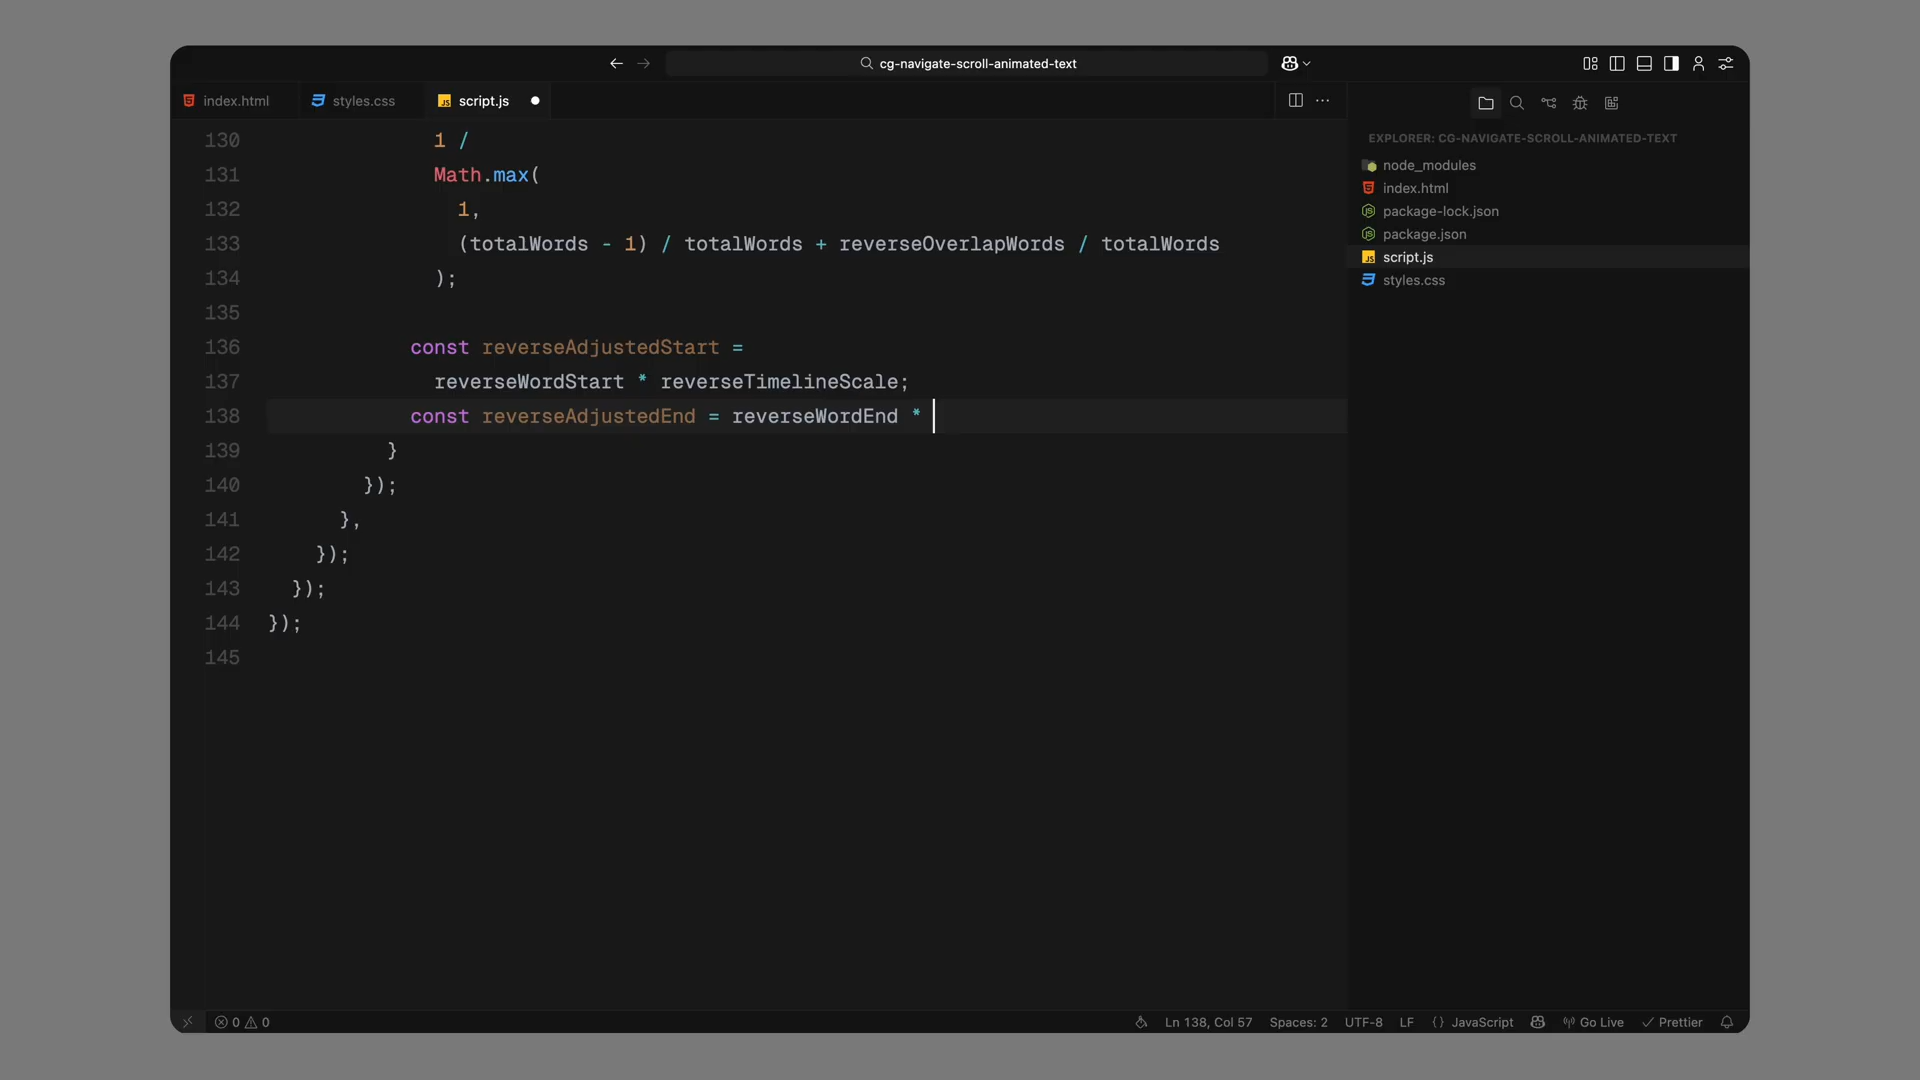 cg-navigate-scroll-animated-text
index.html
styles.css
script.js
EXPLORER: CG-NAVIGATE-SCROLL-ANIMATED-TEXT
node_modules
index.html
package-lock.json
package.json
script.js
styles.css
130 1 /
131 Math.max(
132 1,
133 (totalWords - 1) / totalWords + reverseOverlapWords / totalWords
134 );
135
136 const reverseAdjustedStart =
137 reverseWordStart * reverseTimelineScale;
138 const reverseAdjustedEnd = reverseWordEnd *
139 }
140 });
141 },
142 });
143 });
144 });
145
0 0
Ln 138, Col 57
Spaces: 2
UTF-8
LF
{} JavaScript
Go Live
Prettier